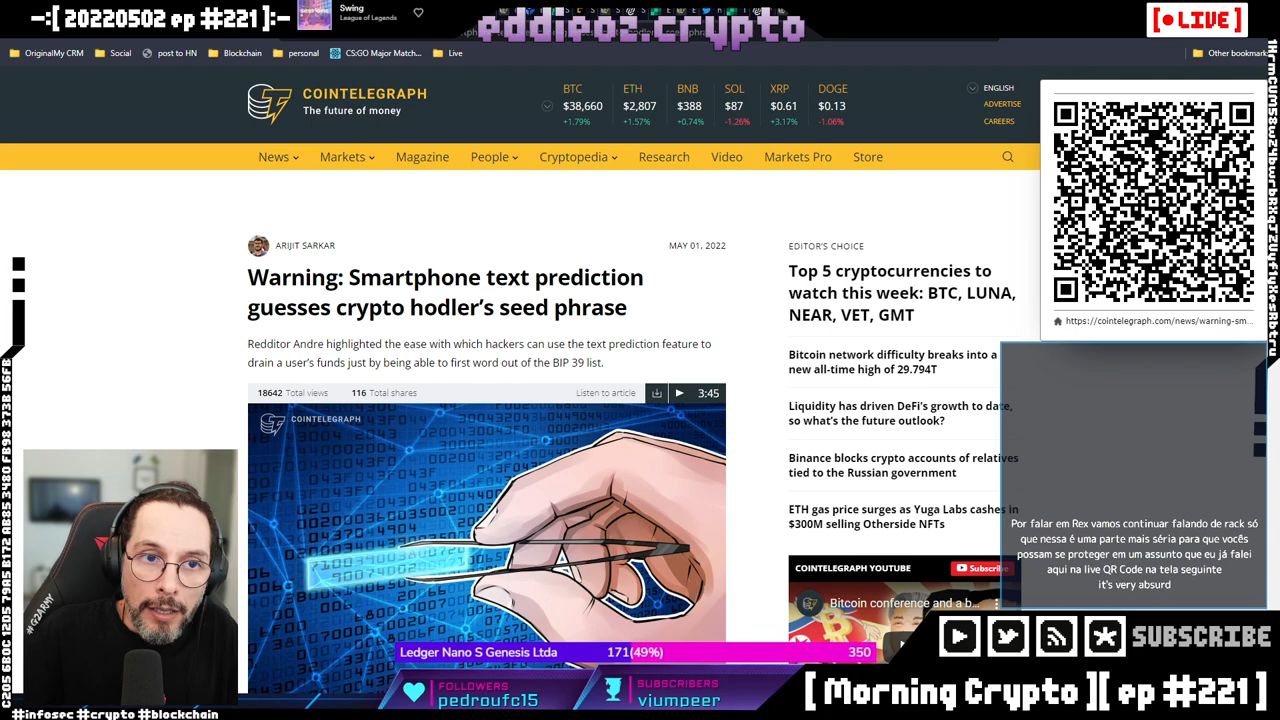 -:[ 20220502 ep #221 ]:-
Swing
League of Legends
eddieoz.crypto
[ • LIVE ]
OriginalMy CRM
Social
post to HN
Blockchain
personal
CS:GO Major Match...
Live
Other bookmark
COINTELEGRAPH
The future of money
BTC ETH BNB SOL XRP DOGE
$38,660 $2,807 $388 $87 $0.61 $0.13
+1.79% +1.57% +0.74% -1.26% +3.17% -1.06%
ENGLISH
ADVERTISE
CAREERS
News Markets Magazine People Cryptopedia Research Video Markets Pro Store
https://cointelegraph.com/news/warning-sm...
ARIJIT SARKAR
MAY 01, 2022
Warning: Smartphone text prediction
guesses crypto hodler's seed phrase
Redditor Andre highlighted the ease with which hackers can use the text prediction feature to
drain a user's funds just by being able to first word out of the BIP 39 list.
18642 Total views
116 Total shares
Listen to article
3:45
COINTELEGRAPH
EDITOR'S CHOICE
Top 5 cryptocurrencies to
watch this week: BTC, LUNA,
NEAR, VET, GMT
Bitcoin network difficulty breaks into a
new all-time high of 29.794T
Liquidity has driven DeFi's growth to date,
so what's the future outlook?
Binance blocks crypto accounts of relatives
tied to the Russian government
ETH gas price surges as Yuga Labs cashes in
$300M selling Otherside NFTs
COINTELEGRAPH YOUTUBE
Subscribe
Bitcoin conference and a b...
Por falar em Rex vamos continuar falando de rack só
que nessa é uma parte mais séria para que vocês
possam se proteger em um assunto que eu já falei
aqui na live QR Code na tela seguinte
it's very absurd
#G2ARMY
Ledger Nano S Genesis Ltda
171(49%)
350
FOLLOWERS
pedroufc15
SUBSCRIBERS
vjumpeer
SUBSCRIBE
[ Morning Crypto ][ ep #221 ]
#infosec #crypto #blockchain